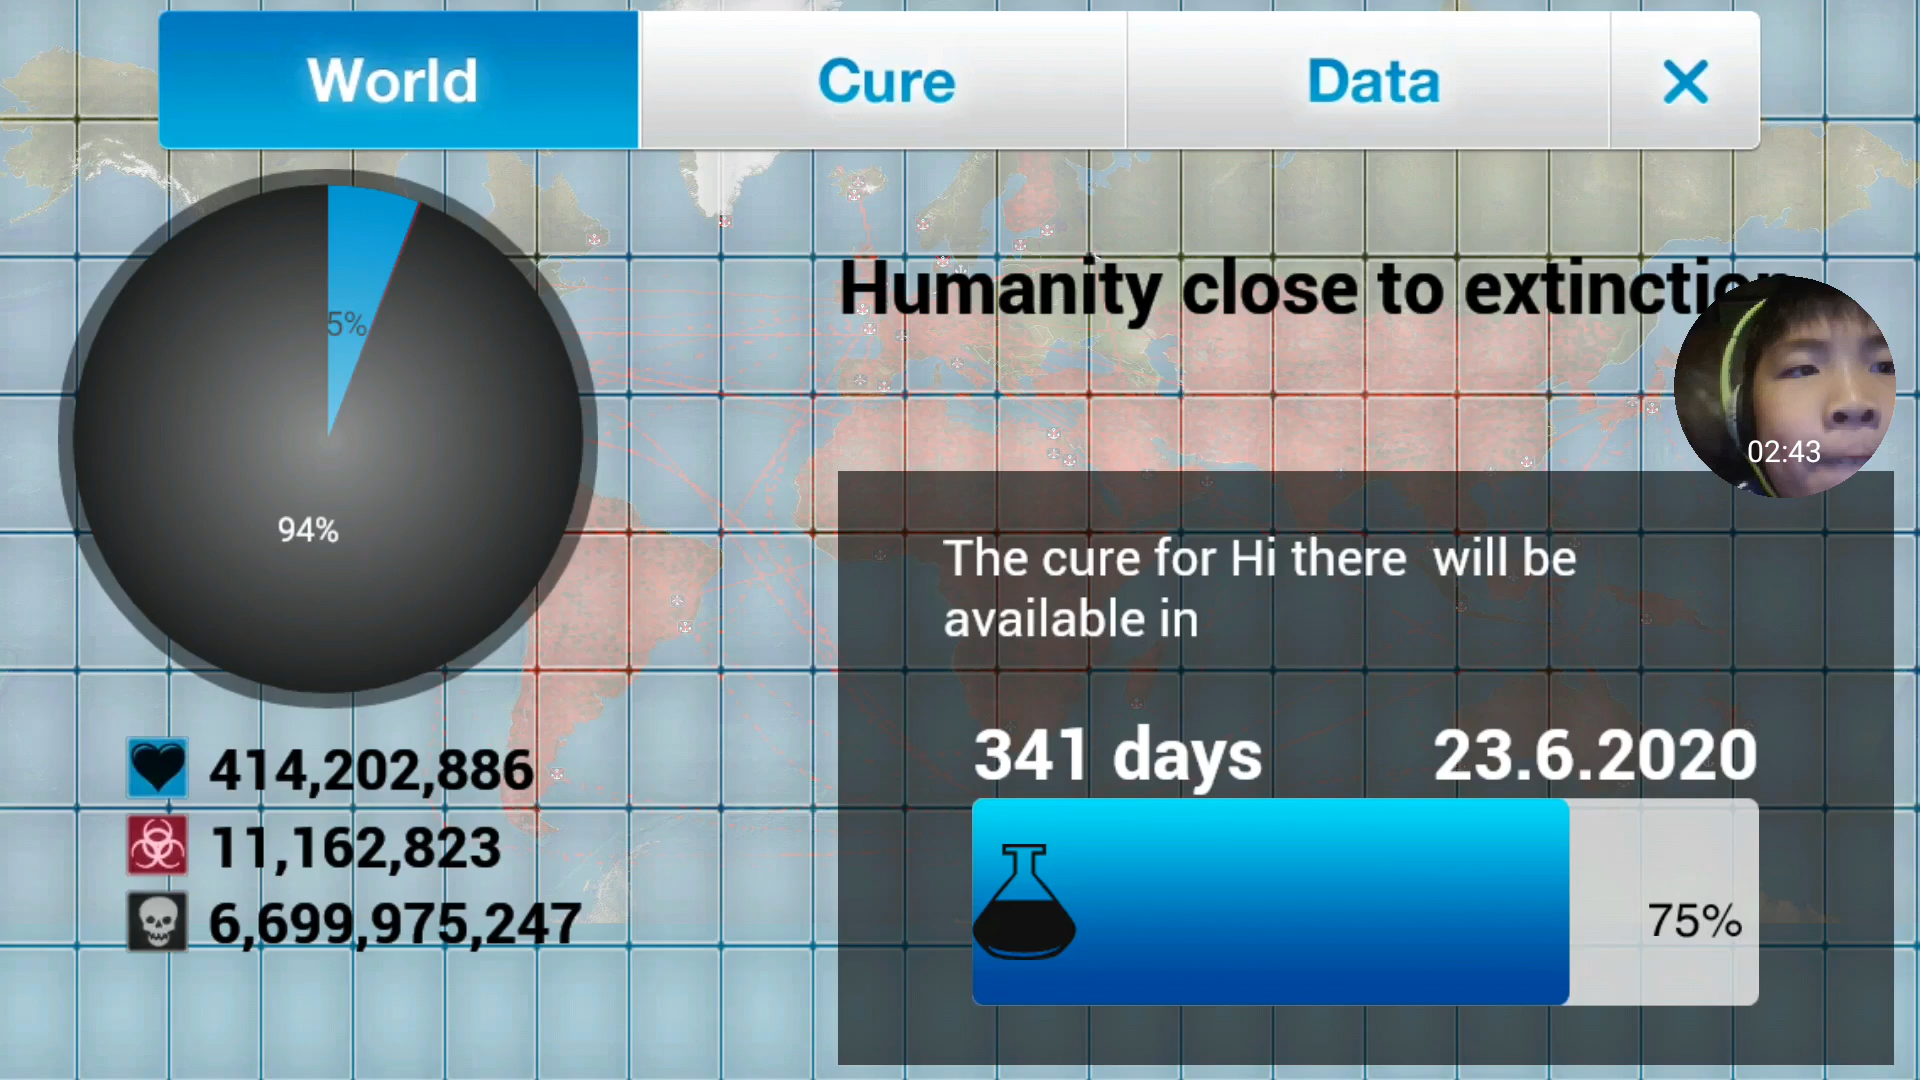 World
Cure
Data
Humanity close to
5%
94%
02:43
The cure for Hi there will be
available in
341 days
23.6.2020
75%
414,202,886
11,162,823
6,699,975,247